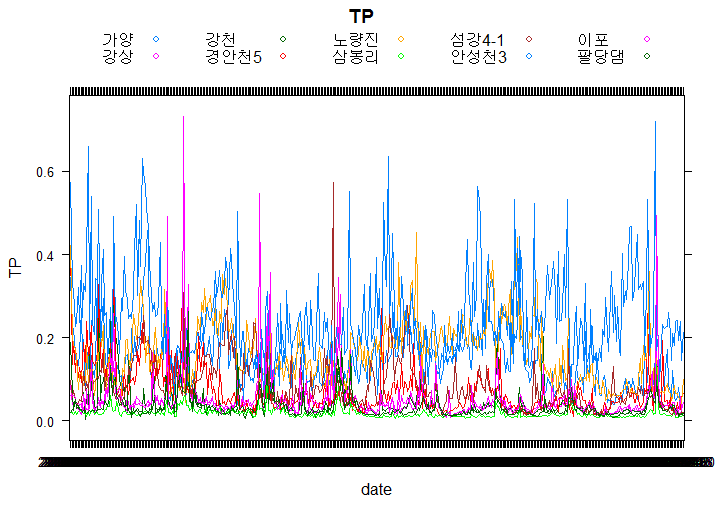 TP
가양 강천 노량진 섬강4-1 이포
강상 경안천5 삼봉리 안성천3 팔당댐
0.6
0.4
0.2
0.0
TP
date